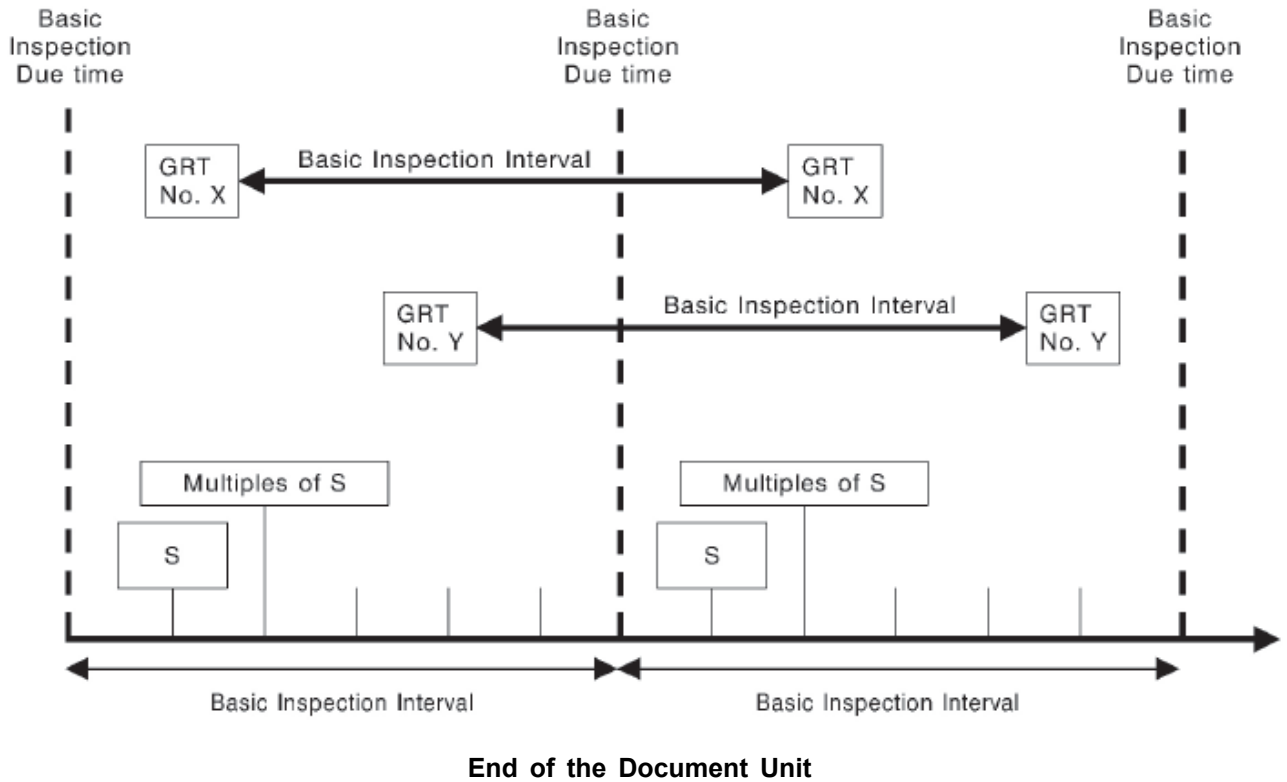 Basic
Inspection
Due time
Basic
Inspection
Due time
Basic
Inspection
Due time
GRT
No. X
Basic Inspection Interval
GRT
No. X
GRT
No. Y
Basic Inspection Interval
GRT
No. Y
Multiples of S
S
Multiples of S
S
Basic Inspection Interval
Basic Inspection Interval
End of the Document Unit